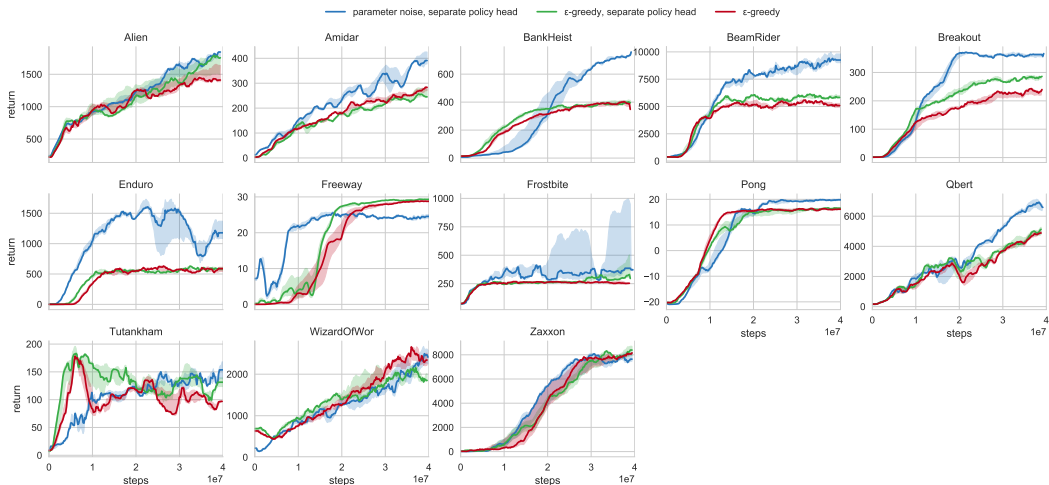 parameter noise, separate policy head ε-greedy, separate policy head ε-greedy
Alien Amidar BankHeist BeamRider Breakout
return
500 1000 1500
0 100 200 300 400
0 200 400 600
0 2500 5000 7500 10000
0 100 200 300
Enduro Freeway Frostbite Pong Qbert
return
0 500 1000 1500
0 10 20 30
250 500 750 1000
−20 −10 0 10 20
0 2000 4000 6000
0 1 2 3 4
steps
1e7
0 1 2 3 4
steps
1e7
Tutankham WizardOfWor Zaxxon
return
0 50 100 150 200
0 1000 2000
0 2000 4000 6000 8000
0 1 2 3 4
steps
1e7
0 1 2 3 4
steps
1e7
0 1 2 3 4
steps
1e7